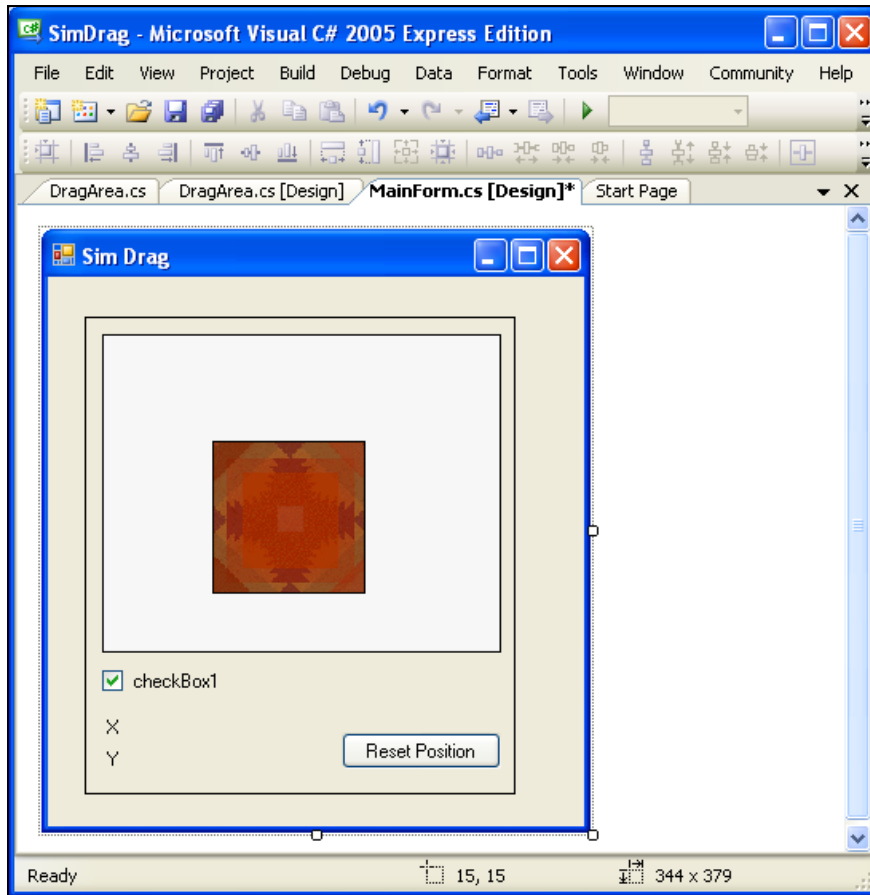 SimDrag - Microsoft Visual C# 2005 Express Edition
File Edit View Project Build Debug Data Format Tools Window Community Help
DragArea.cs DragArea.cs [Design] MainForm.cs [Design]* Start Page
Sim Drag
checkBox1
X
Y
Reset Position
Ready 15, 15 344 x 379